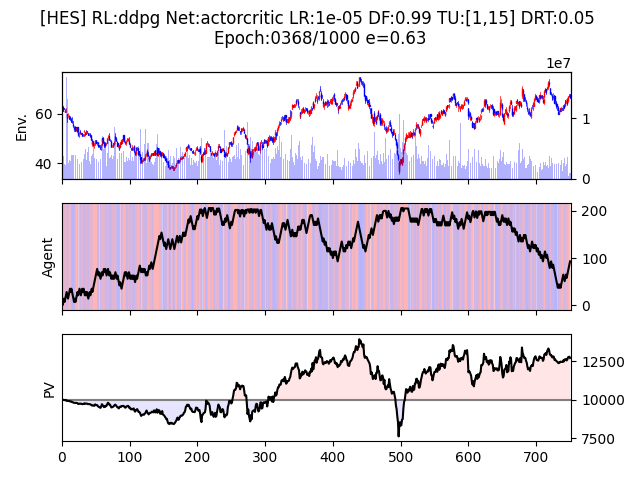 [HES] RL:ddpg Net:actorcritic LR:1e-05 DF:0.99 TU:[1,15] DRT:0.05
Epoch:0368/1000 e=0.63
1e7
Env.
60
40
1
0
Agent
200
100
0
PV
12500
10000
7500
0 100 200 300 400 500 600 700